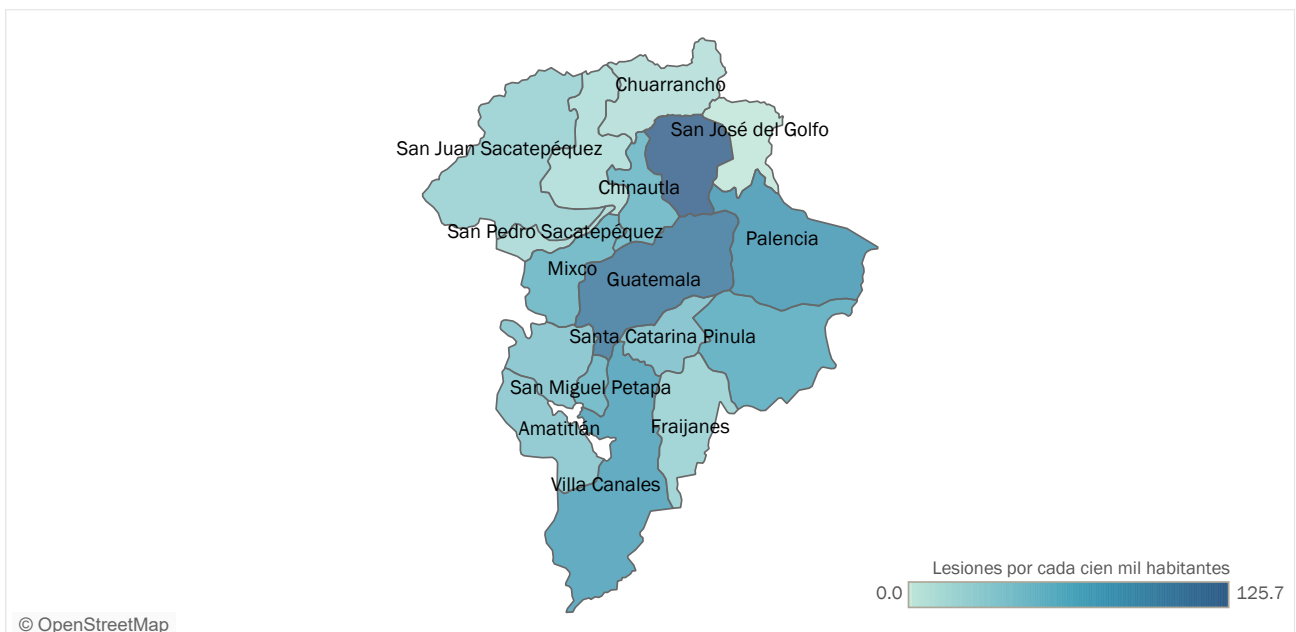 Chuarrancho
San José del Golfo
San Juan Sacatepéquez
Chinautla
San Pedro Sacatepéquez
Palencia
Mixco
Guatemala
Santa Catarina Pinula
San Miguel Petapa
Amatitlán
Fraijanes
Villa Canales
Lesiones por cada cien mil habitantes
0.0
125.7
© OpenStreetMap